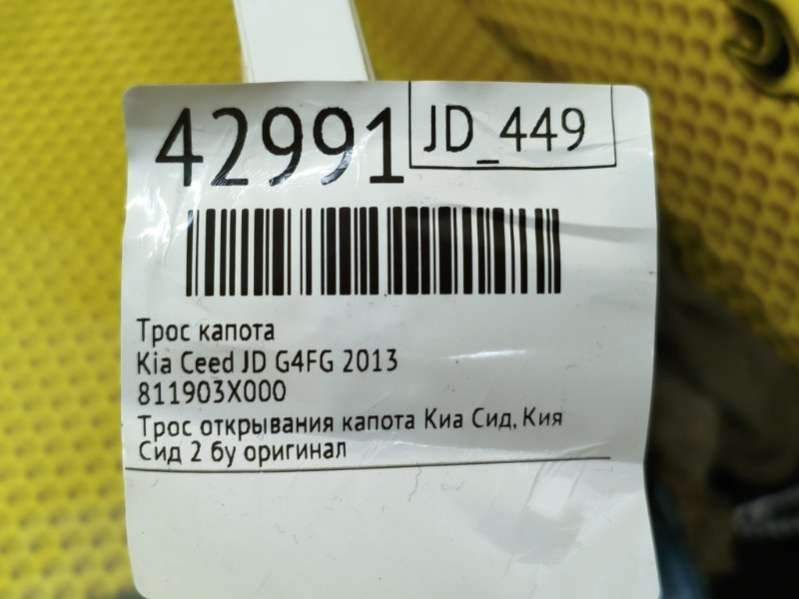 42991
JD_449
Трос капота
Kia Ceed JD G4FG 2013
811903X000
Трос открывания капота Киа Сид, Кия
Сид 2 бу оригинал